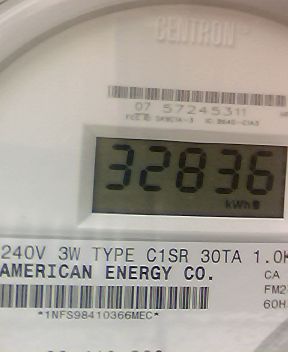 CENTRON
07 57245311
32836
kWh
240V 3W TYPE C1SR 30TA 1.0K
AMERICAN ENERGY CO.
CA
FM2
60H
*1NFS98410366MEC*